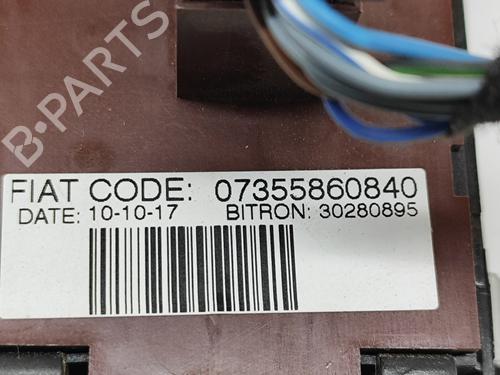 B-PARTS
FIAT CODE: 07355860840
DATE: 10-10-17 BITRON: 30280895